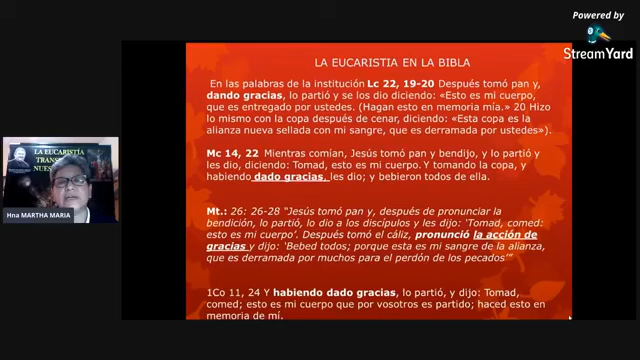 Powered by
StreamYard
LA EUCARISTIA EN LA BIBLA
En las palabras de la institución Lc 22, 19-20 Después tomó pan y,
dando gracias, lo partió y se los dio diciendo: «Esto es mi cuerpo,
que es entregado por ustedes. (Hagan esto en memoria mía.» 20 Hizo
lo mismo con la copa después de cenar, diciendo: «Esta copa es la
alianza nueva sellada con mi sangre, que es derramada por ustedes»).
Mc 14, 22 Mientras comían, Jesús tomó pan y bendijo, y lo partió y
les dio, diciendo: Tomad, esto es mi cuerpo. Y tomando la copa, y
habiendo dado gracias, les dio; y bebieron todos de ella.
Mt.: 26: 26-28 “Jesús tomó pan y, después de pronunciar la
bendición, lo partió, lo dio a los discípulos y les dijo: ‘Tomad, comed:
esto es mi cuerpo’. Después tomó el cáliz, pronunció la acción de
gracias y dijo: ‘Bebed todos; porque esta es mi sangre de la alianza,
que es derramada por muchos para el perdón de los pecados’”
1Co 11, 24 Y habiendo dado gracias, lo partió, y dijo: Tomad,
comed; esto es mi cuerpo que por vosotros es partido; haced esto en
memoria de mí.
LA EUCARISTÍA
TRANS
NUES
Hna MARTHA MARIA